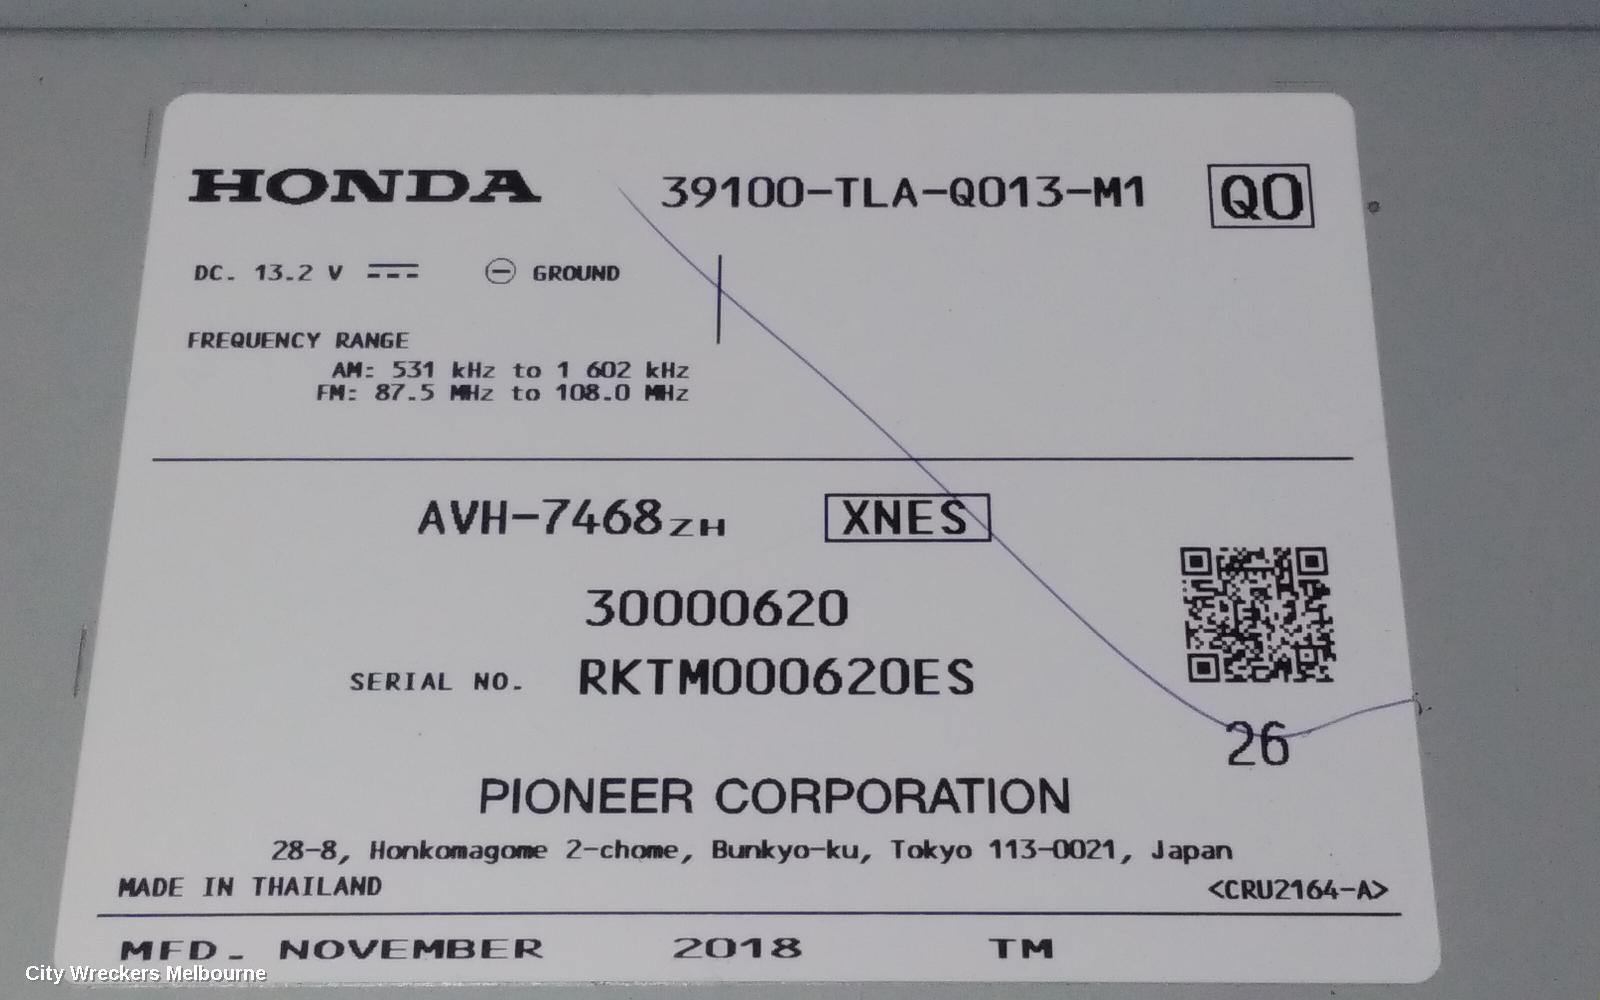 HONDA 39100-TLA-Q013-M1 Q0
DC. 13.2 V GROUND
FREQUENCY RANGE
AM: 531 kHz to 1 602 kHz
FM: 87.5 MHz to 108.0 MHz
AVH-7468ZH XNES
30000620
SERIAL NO. RKTM000620ES
26
PIONEER CORPORATION
28-8, Honkomagome 2-chome, Bunkyo-ku, Tokyo 113-0021, Japan
MADE IN THAILAND <CRU2164-A>
MFD. NOVEMBER 2018 TM
City Wreckers Melbourne